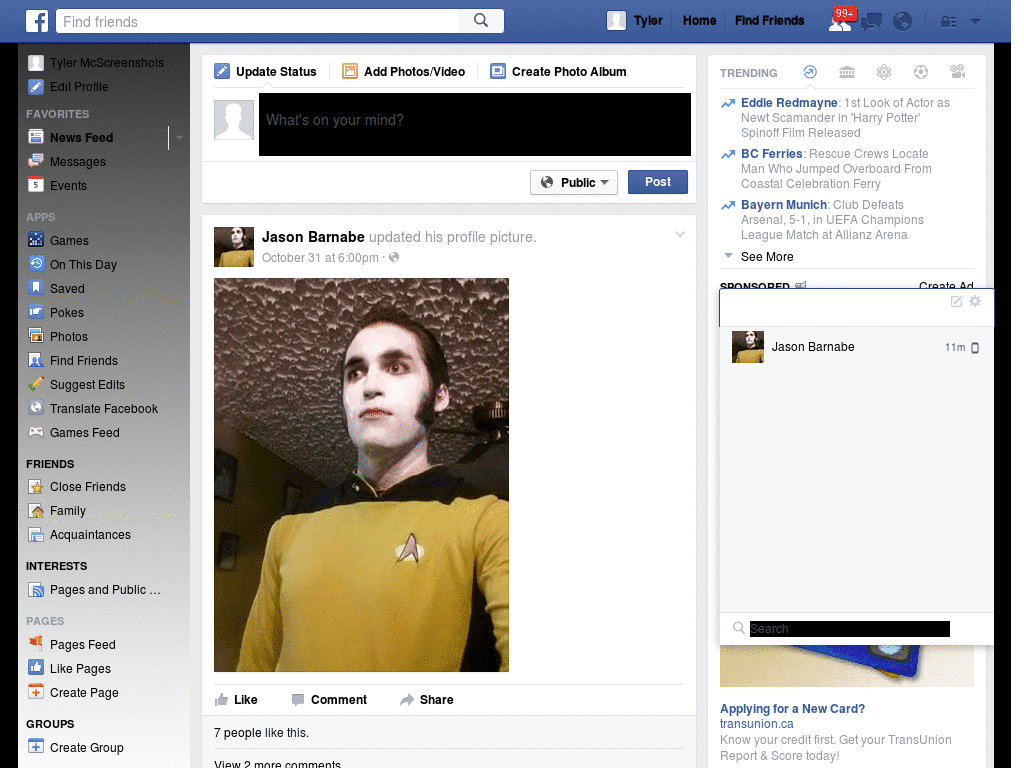 Find friends
Tyler
Home
Find Friends
99+
Tyler McScreenshots
Edit Profile
FAVORITES
News Feed
Messages
5
Events
APPS
Games
On This Day
Saved
Pokes
Photos
Find Friends
Suggest Edits
Translate Facebook
Games Feed
FRIENDS
Close Friends
Family
Acquaintances
INTERESTS
Pages and Public ...
PAGES
Pages Feed
Like Pages
Create Page
GROUPS
Create Group
Update Status
Add Photos/Video
Create Photo Album
What's on your mind?
Public
Post
Jason Barnabe updated his profile picture.
October 31 at 6:00pm ·
Like
Comment
Share
7 people like this.
View 2 more comments
TRENDING
Eddie Redmayne: 1st Look of Actor as
Newt Scamander in 'Harry Potter'
Spinoff Film Released
BC Ferries: Rescue Crews Locate
Man Who Jumped Overboard From
Coastal Celebration Ferry
Bayern Munich: Club Defeats
Arsenal, 5-1, in UEFA Champions
League Match at Allianz Arena
See More
SPONSORED
Create Ad
Jason Barnabe
11m
Search
Applying for a New Card?
transunion.ca
Know your credit first. Get your TransUnion
Report & Score today!